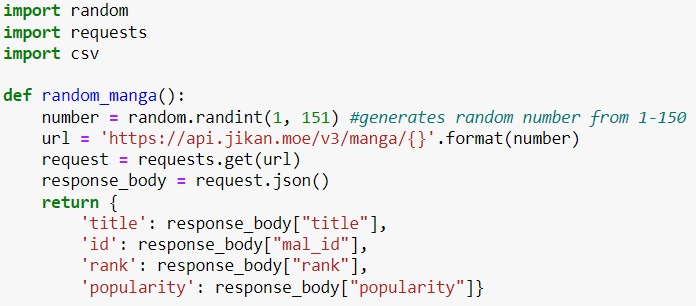 import random
import requests
import csv
def random_manga():
number = random.randint(1, 151) #generates random number from 1-150
url = 'https://api.jikan.moe/v3/manga/{}'.format(number)
request = requests.get(url)
response_body = request.json()
return {
'title': response_body["title"],
'id': response_body["mal_id"],
'rank': response_body["rank"],
'popularity': response_body["popularity"]}